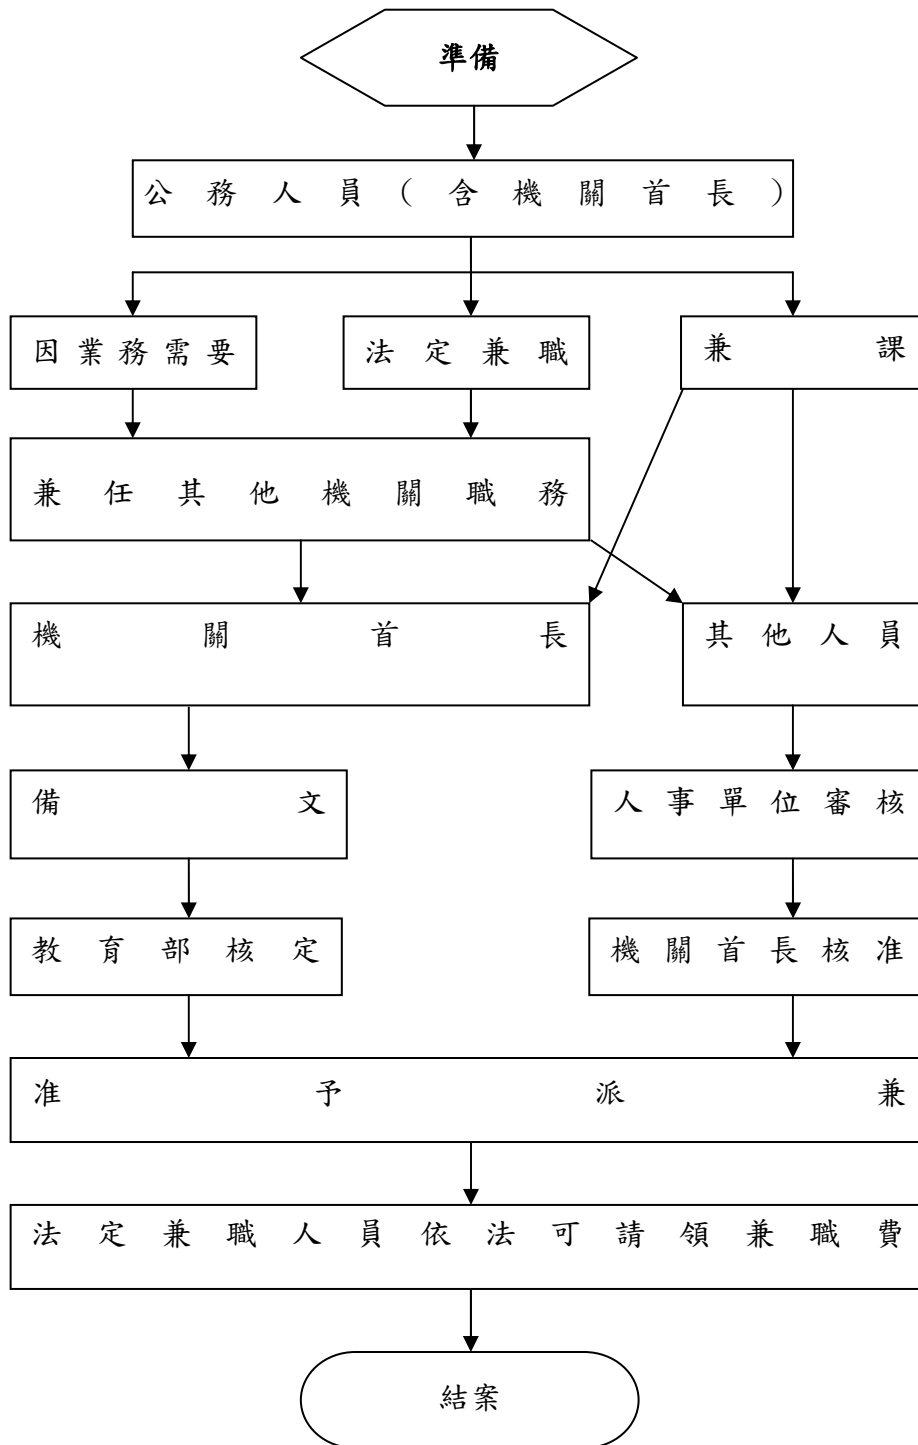 準備
公務人員(含機關首長)
因業務需要
法定兼職
兼課
兼任其他機關職務
機關首長
其他人員
備文
人事單位審核
教育部核定
機關首長核准
准予派兼
法定兼職人員依法可請領兼職費
結案